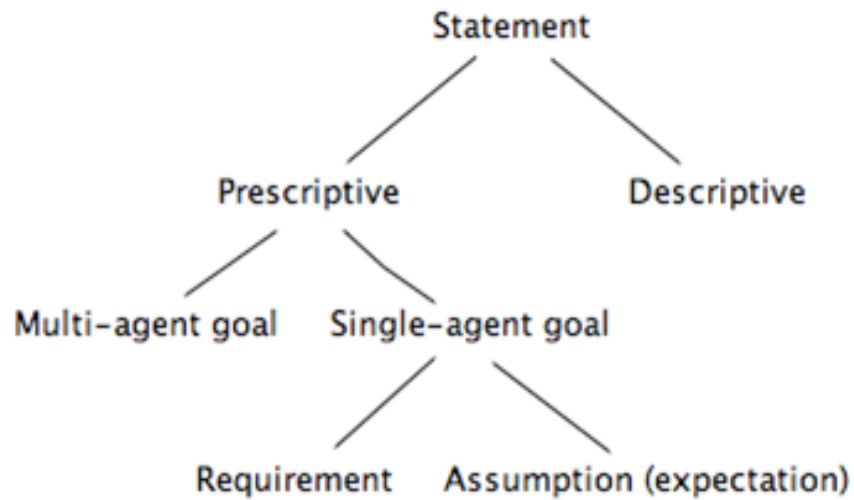 Statement
Prescriptive
Descriptive
Multi-agent goal
Single-agent goal
Requirement
Assumption (expectation)